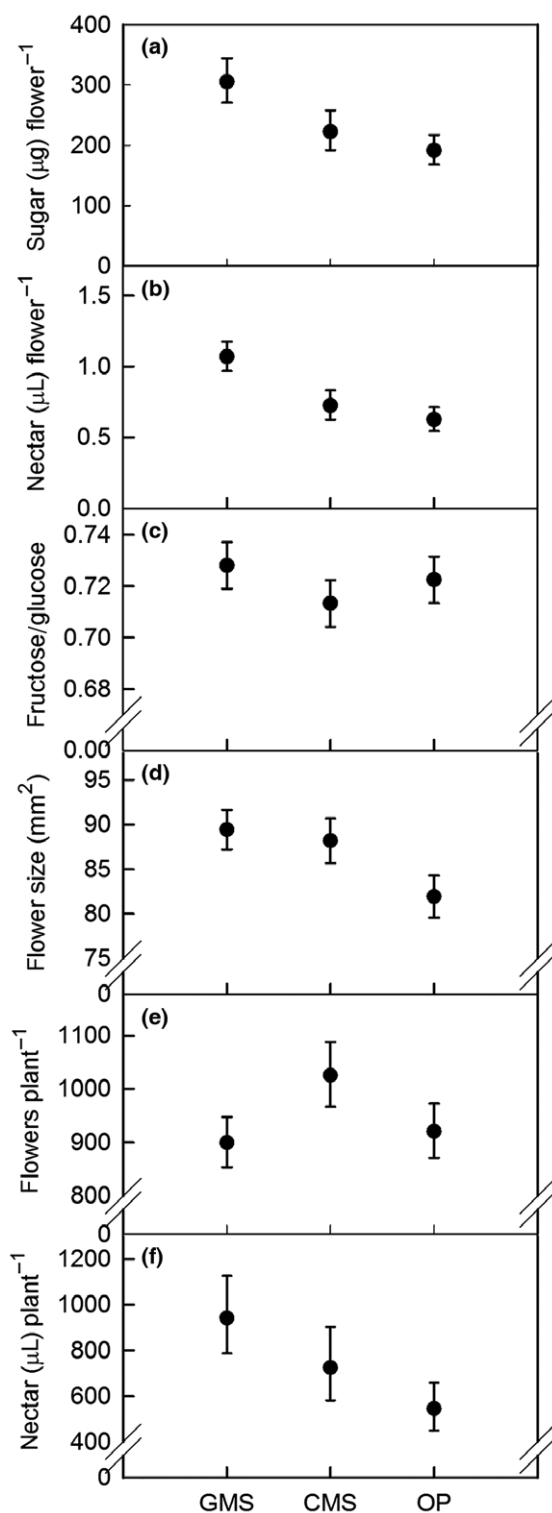 (a)
Sugar (μg) flower⁻¹
400
300
200
100
0
(b)
Nectar (μL) flower⁻¹
1.5
1.0
0.5
0.0
(c)
Fructose/glucose
0.74
0.72
0.70
0.68
0.00
(d)
Flower size (mm²)
95
90
85
80
75
0
(e)
Flowers plant⁻¹
1100
1000
900
800
0
(f)
Nectar (μL) plant⁻¹
1200
1000
800
600
400
0
GMS CMS OP